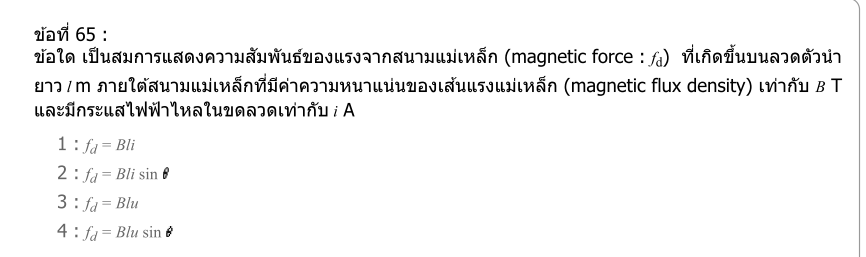 ข้อที่ 65 :
ข้อใด เป็นสมการแสดงความสัมพันธ์ของแรงจากสนามแม่เหล็ก (magnetic force : fd) ที่เกิดขึ้นบนลวดตัวนำ
ยาว l m ภายใต้สนามแม่เหล็กที่มีค่าความหนาแน่นของเส้นแรงแม่เหล็ก (magnetic flux density) เท่ากับ B T
และมีกระแสไฟฟ้าไหลในขดลวดเท่ากับ i A
1 : fd = Bli
2 : fd = Bli sin θ
3 : fd = Blu
4 : fd = Blu sin θ